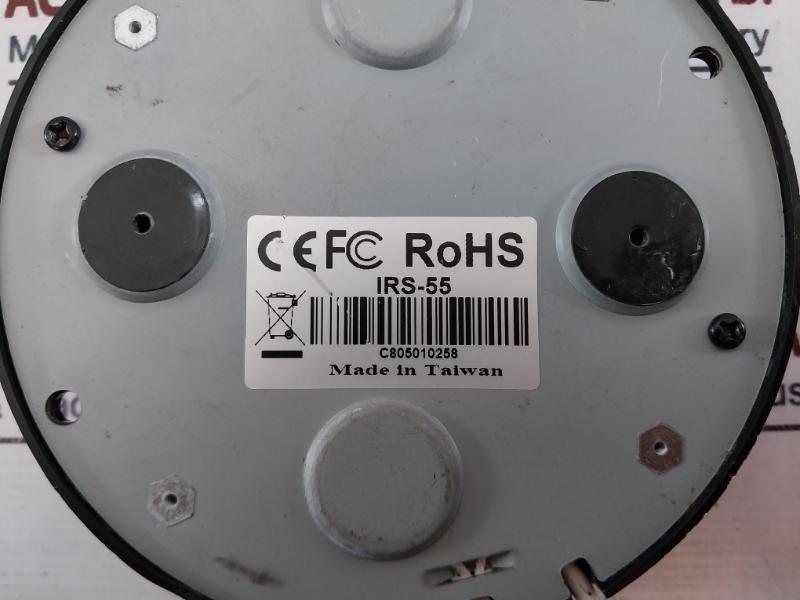 CE FC RoHS
IRS-55
C805010258
Made in Taiwan